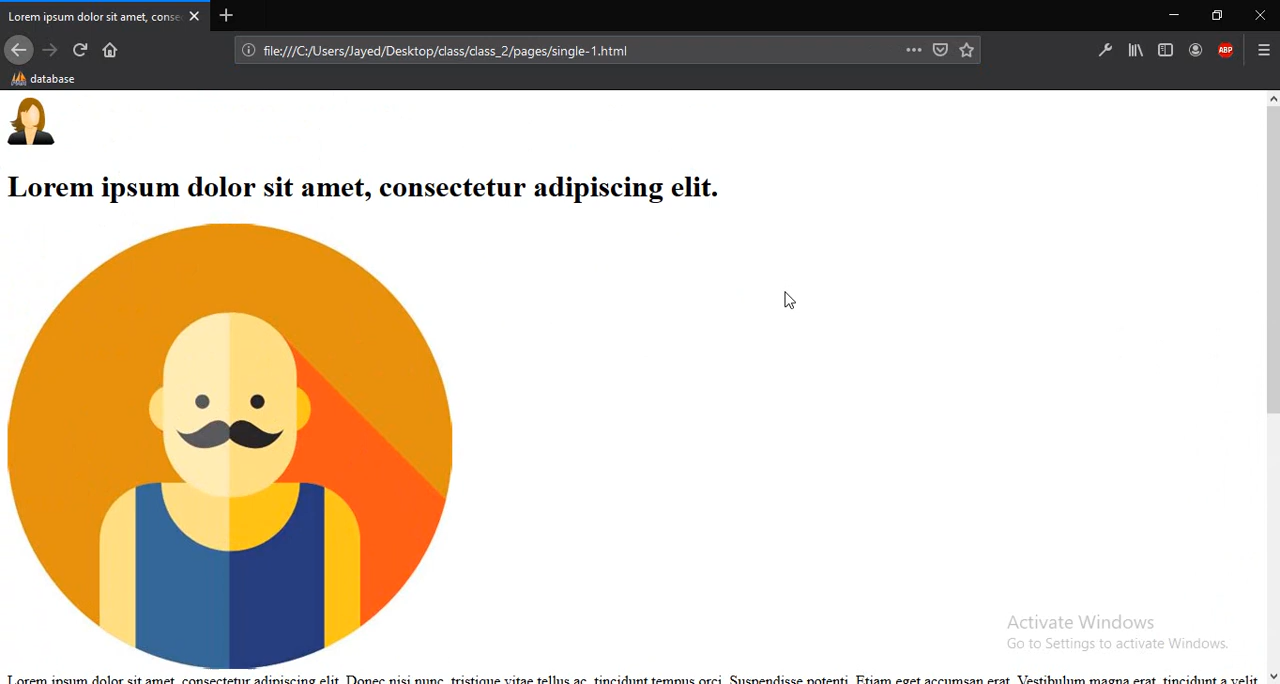 Lorem ipsum dolor sit amet, conse
file:///C:/Users/Jayed/Desktop/class/class_2/pages/single-1.html
ABP
database
Lorem ipsum dolor sit amet, consectetur adipiscing elit.
Activate Windows
Go to Settings to activate Windows.
Lorem ipsum dolor sit amet, consectetur adipiscing elit. Donec nisi nunc, tristique vitae tellus ac, tincidunt tempus orci. Suspendisse potenti. Etiam eget accumsan erat. Vestibulum magna erat, tincidunt a velit